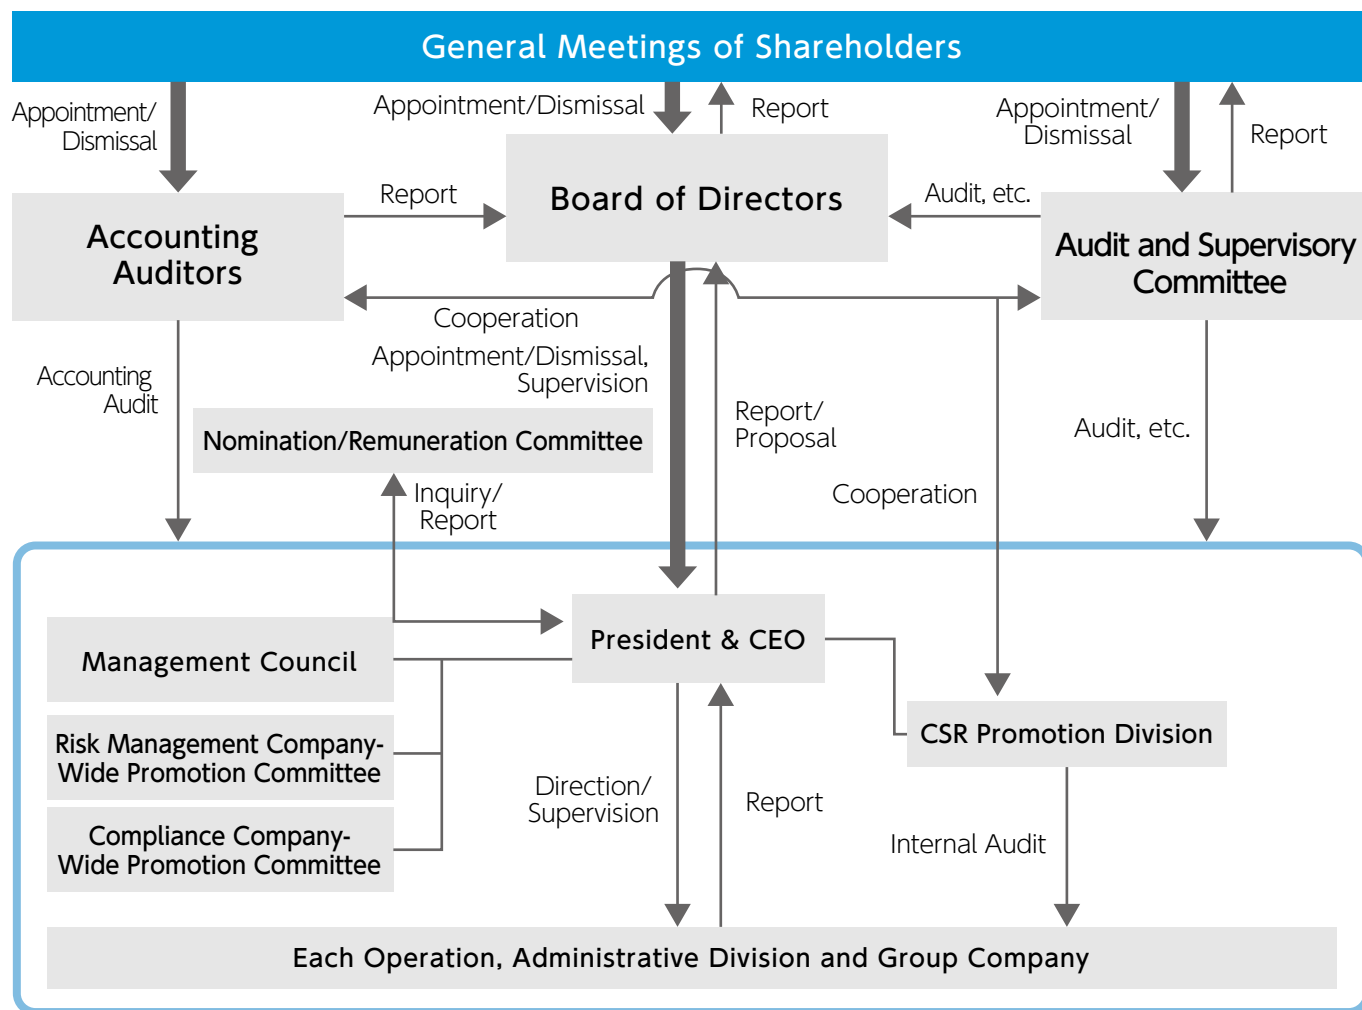 General Meetings of Shareholders
Appointment/
Dismissal
Appointment/Dismissal
Report
Appointment/
Dismissal
Report
Accounting
Auditors
Report
Board of Directors
Audit, etc.
Audit and Supervisory
Committee
Cooperation
Appointment/Dismissal,
Supervision
Accounting
Audit
Nomination/Remuneration Committee
Report/
Proposal
Audit, etc.
Inquiry/
Report
Cooperation
President & CEO
Management Council
Risk Management Company-
Wide Promotion Committee
Compliance Company-
Wide Promotion Committee
CSR Promotion Division
Direction/
Supervision
Report
Internal Audit
Each Operation, Administrative Division and Group Company